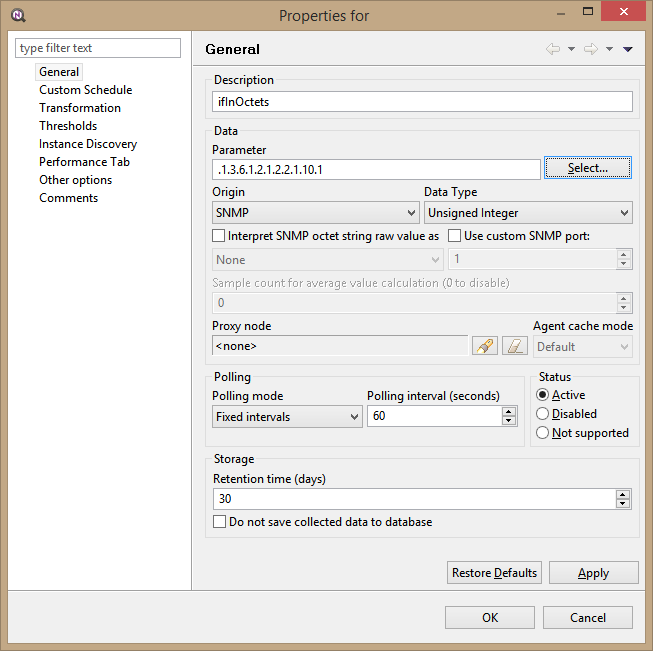 Properties for
type filter text
General
Custom Schedule
Transformation
Thresholds
Instance Discovery
Performance Tab
Other options
Comments
General
Description
ifInOctets
Data
Parameter
.1.3.6.1.2.1.2.2.1.10.1
Select...
Origin
Data Type
SNMP
Unsigned Integer
Interpret SNMP octet string raw value as
Use custom SNMP port:
None
1
Sample count for average value calculation (0 to disable)
0
Proxy node
Agent cache mode
<none>
Default
Polling
Polling mode
Polling interval (seconds)
Fixed intervals
60
Status
Active
Disabled
Not supported
Storage
Retention time (days)
30
Do not save collected data to database
Restore Defaults
Apply
OK
Cancel